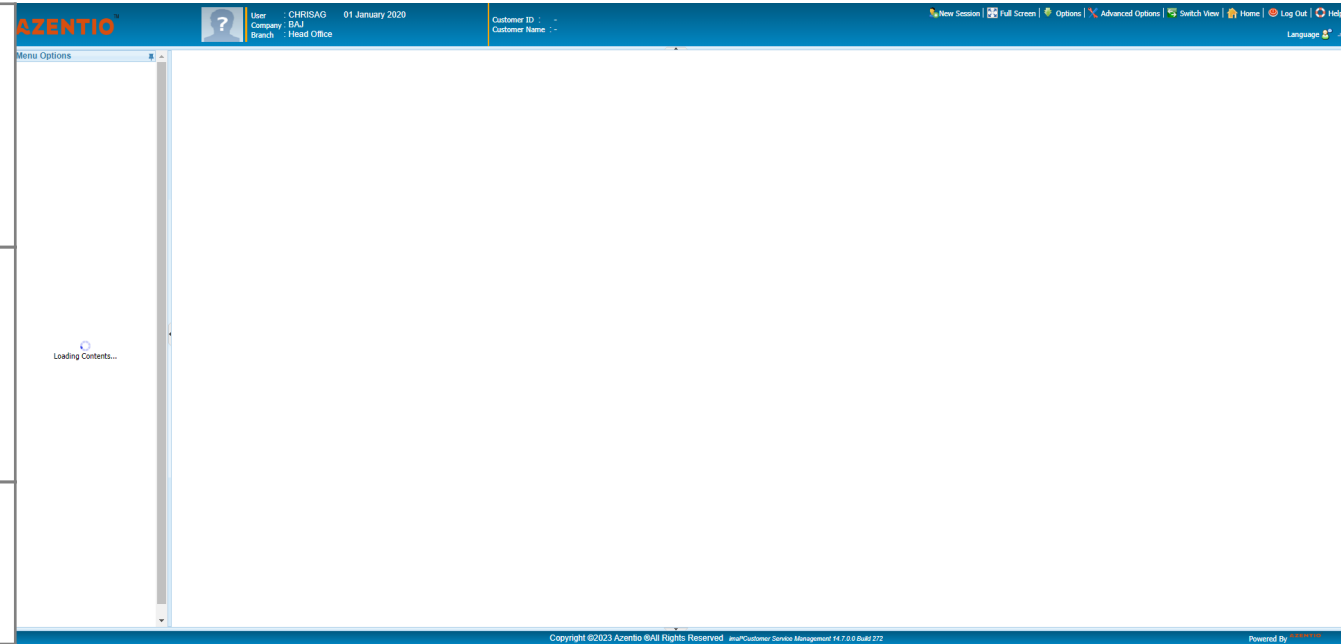 AZENTIO™
?
User : CHRISAG 01 January 2020
Company : BAJ
Branch : Head Office
Customer ID : -
Customer Name : -
New Session | Full Screen | Options | Advanced Options | Switch View | Home | Log Out | Help
Language
Menu Options
Loading Contents...
Copyright ©2023 Azentio ®All Rights Reserved imalCustomer Service Management 14.7.0.0 Build 272
Powered By AZENTIO